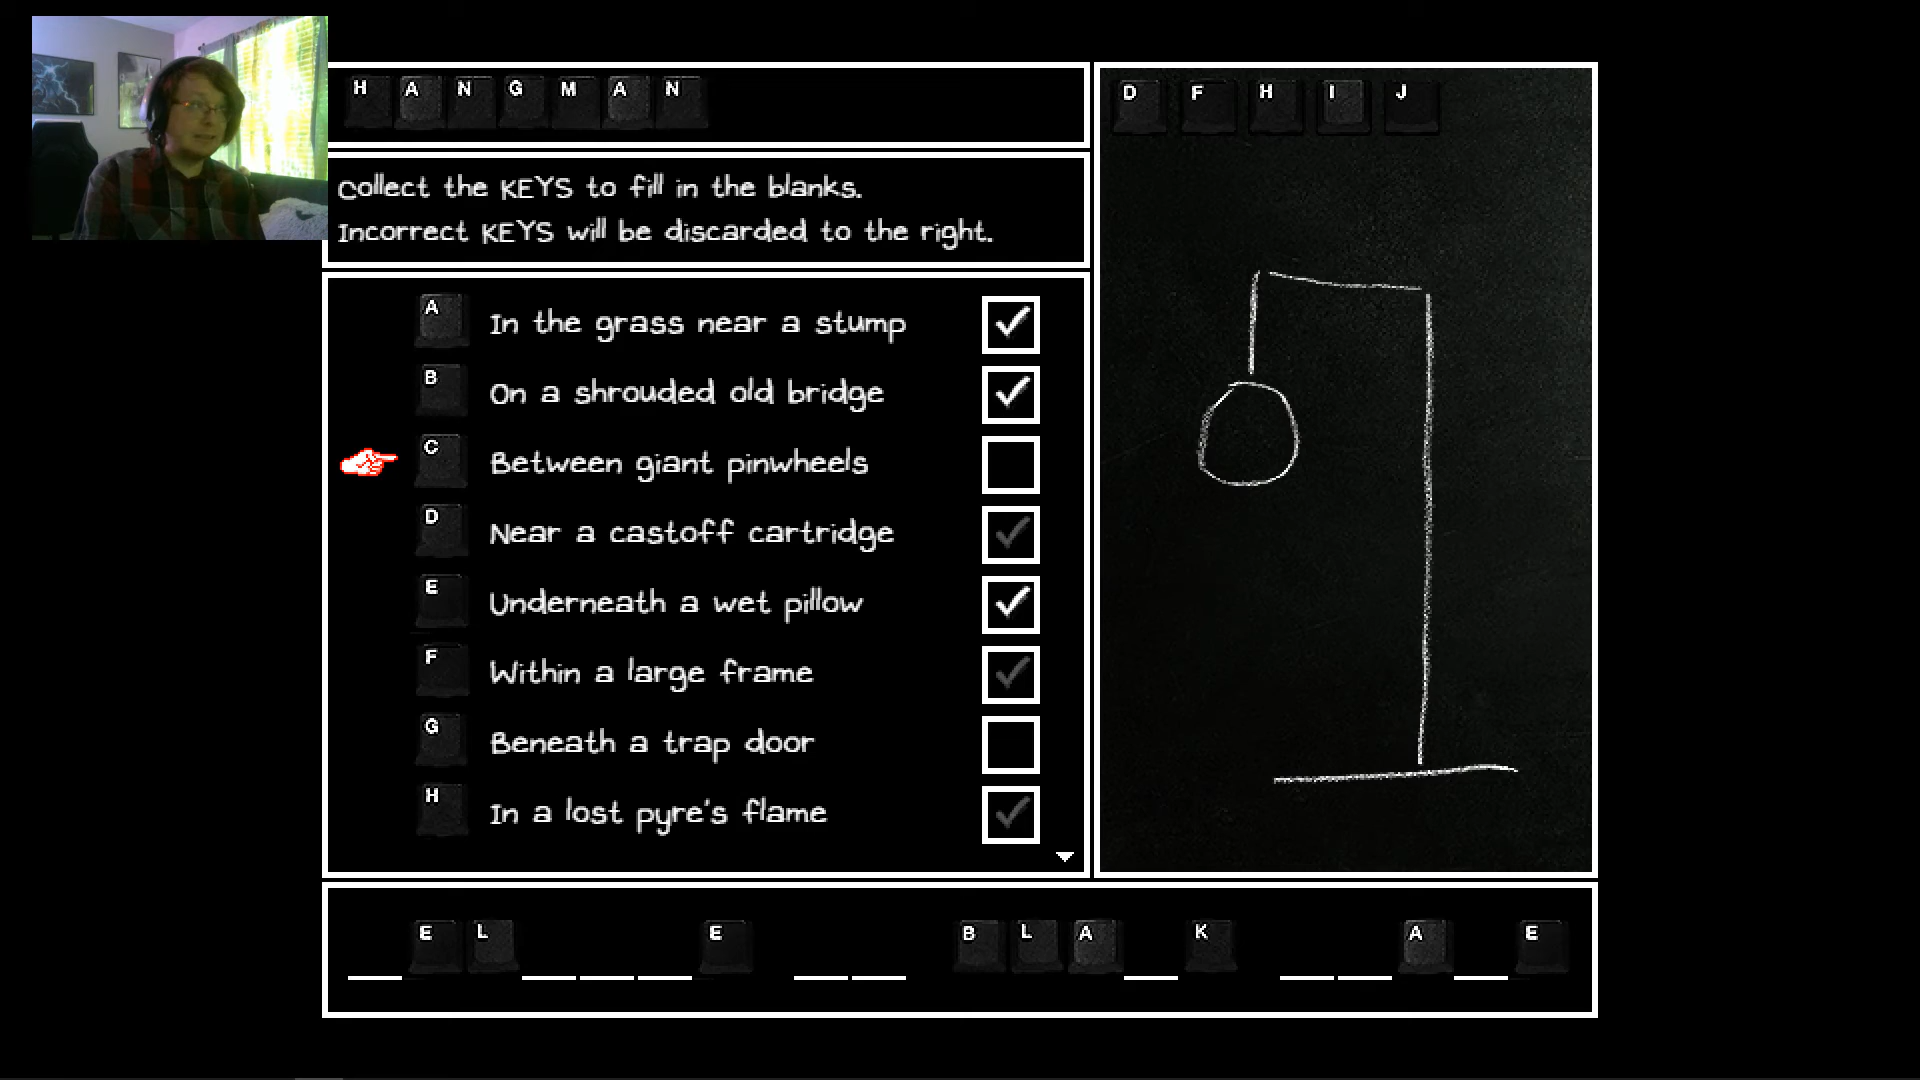 H A N G M A N
Collect the KEYS to fill in the blanks.
Incorrect KEYS will be discarded to the right.
A In the grass near a stump
B On a shrouded old bridge
C Between giant pinwheels
D Near a castoff cartridge
E Underneath a wet pillow
F Within a large frame
G Beneath a trap door
H In a lost pyre's flame
D F H I J
_ E L _ _ _ E _ _ B L A _ K _ _ A _ E